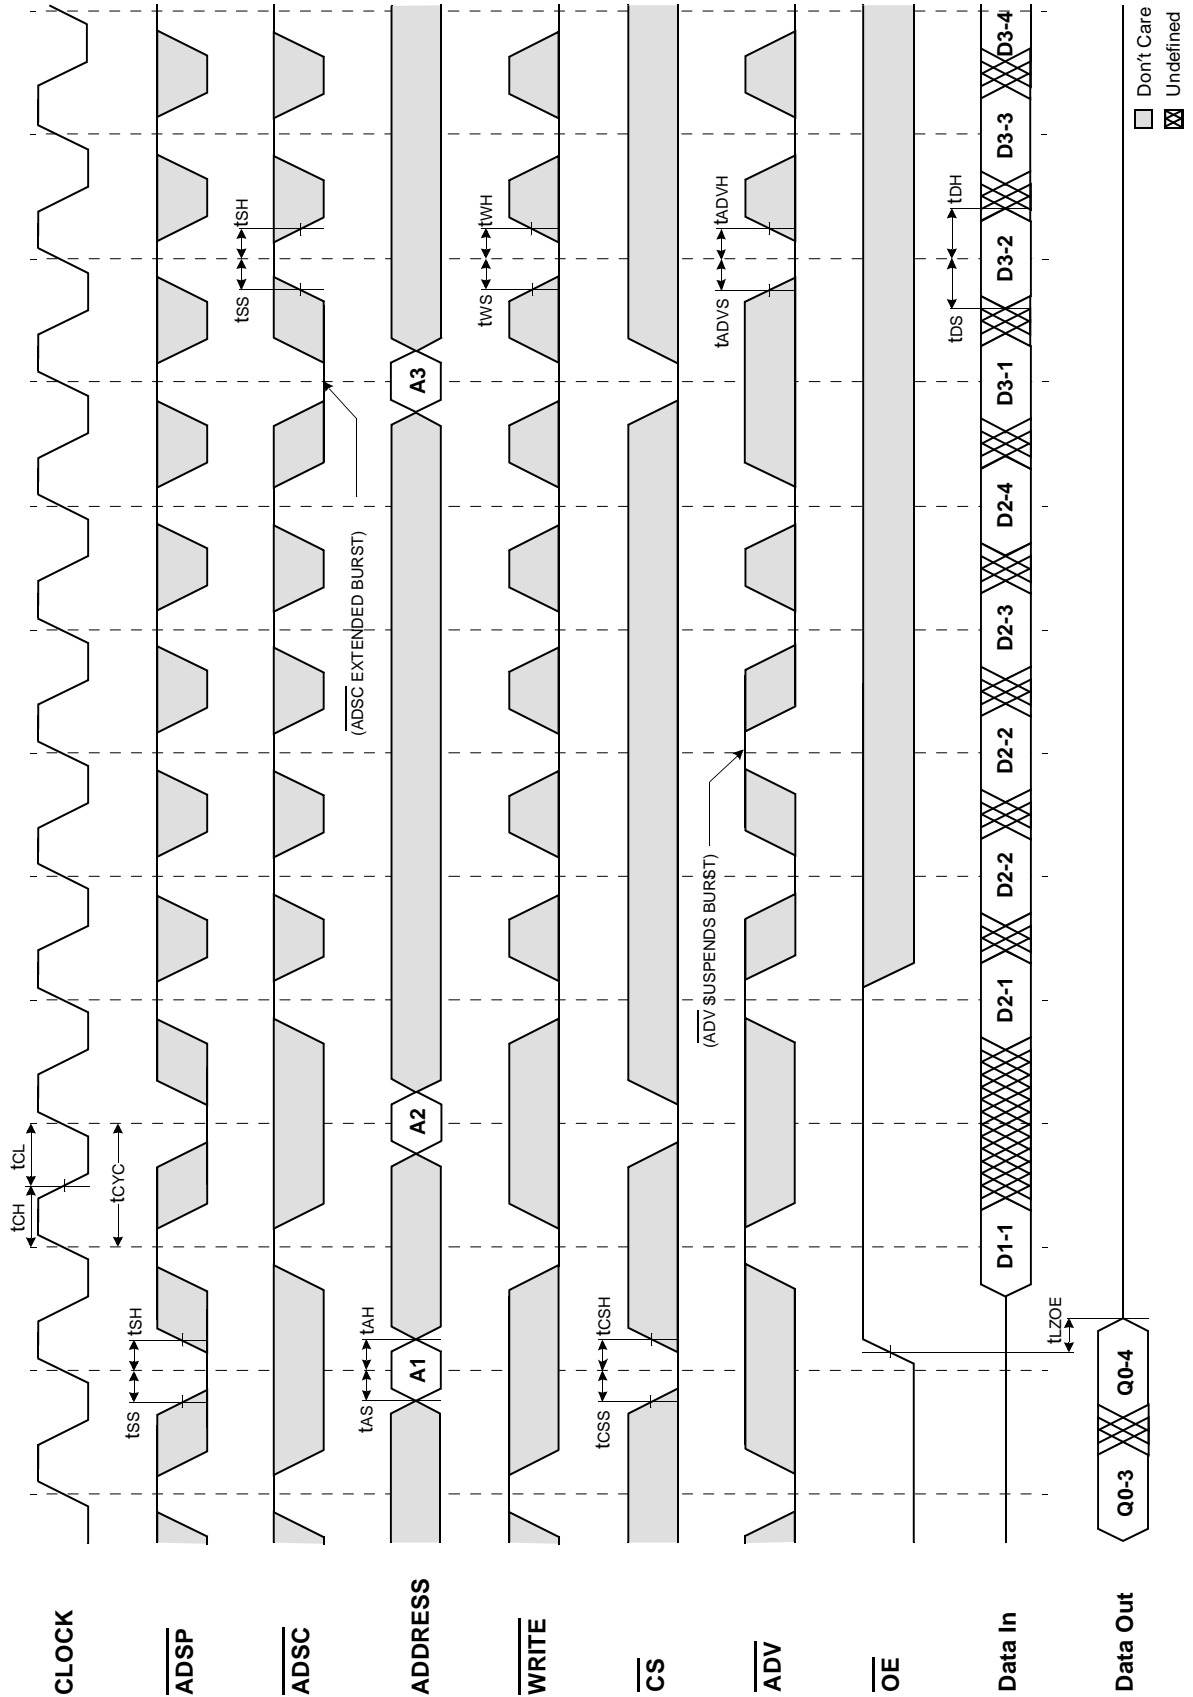 CLOCK
tCH
tCL
tCYC
ADSP
tSS
tSH
ADSC
tSS
tSH
(ADSC EXTENDED BURST)
ADDRESS
tAS
tAH
A1
A2
A3
WRITE
tWS
tWH
CS
tCSS
tCSH
(ADV SUSPENDS BURST)
ADV
tADVS
tADVH
OE
Data In
D1-1
D2-1
D2-2
D2-2
D2-3
D2-4
D3-1
D3-2
D3-3
D3-4
tDS
tDH
tLZOE
Data Out
Q0-3
Q0-4
Don't Care
Undefined